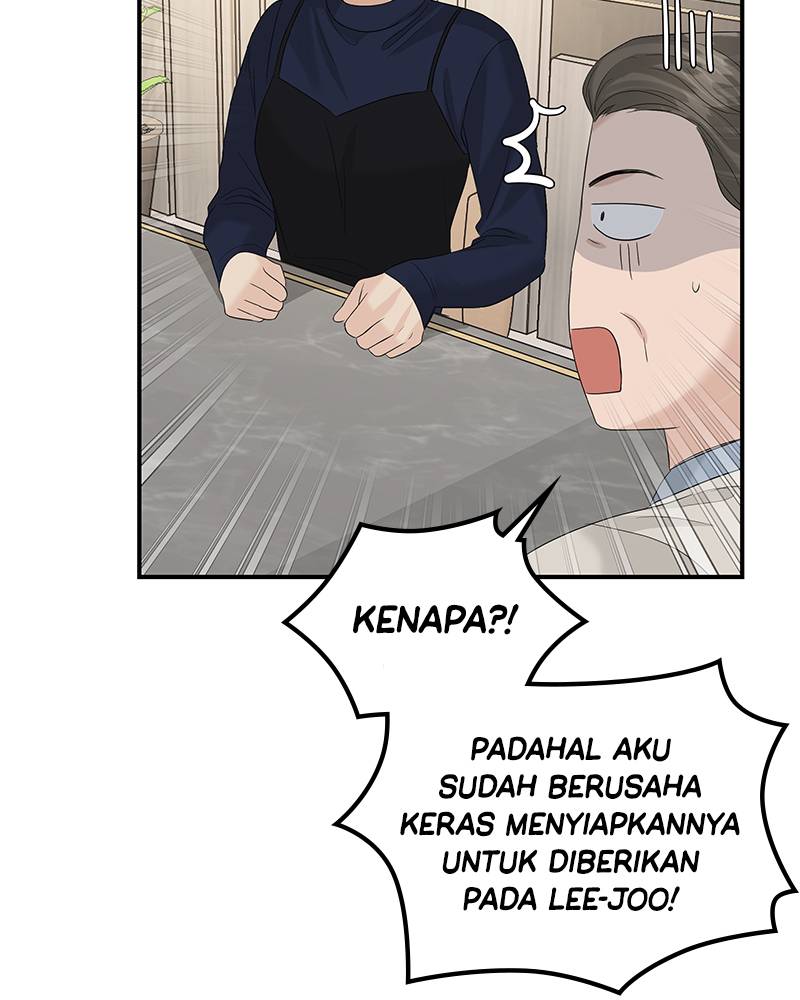 KENAPA?!
PADAHAL AKU
SUDAH BERUSAHA
KERAS MENYIAPKANNYA
UNTUK DIBERIKAN
PADA LEE-JOO!